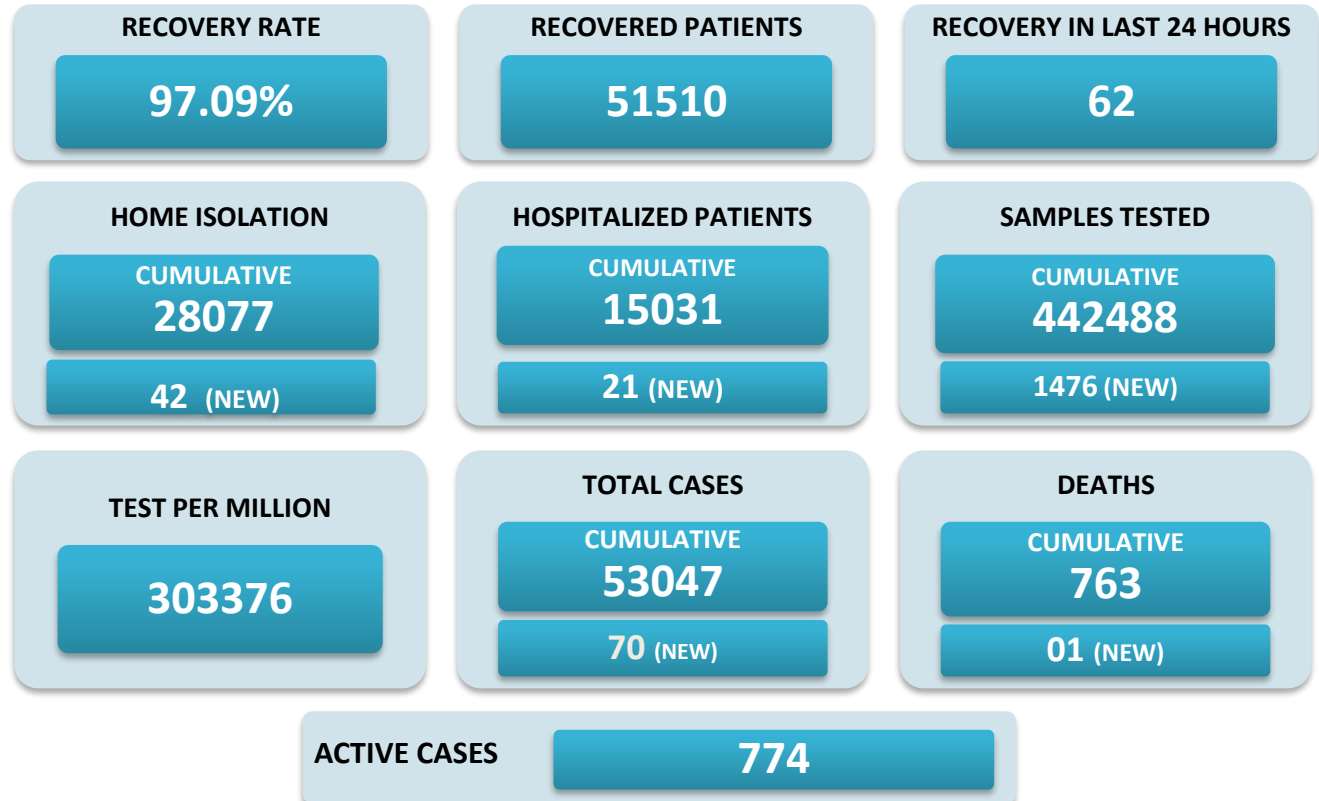 RECOVERY RATE
97.09%
RECOVERED PATIENTS
51510
RECOVERY IN LAST 24 HOURS
62
HOME ISOLATION
CUMULATIVE
28077
42 (NEW)
HOSPITALIZED PATIENTS
CUMULATIVE
15031
21 (NEW)
SAMPLES TESTED
CUMULATIVE
442488
1476 (NEW)
TEST PER MILLION
303376
TOTAL CASES
CUMULATIVE
53047
70 (NEW)
DEATHS
CUMULATIVE
763
01 (NEW)
ACTIVE CASES
774